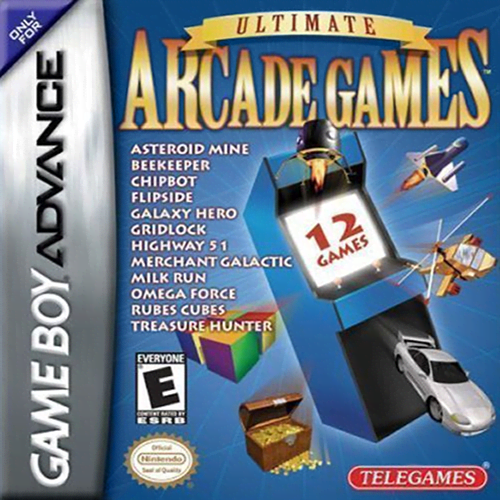 ONLY
FOR
GAME BOY ADVANCE
ULTIMATE
ARCADE GAMES™
ASTEROID MINE
BEEKEEPER
CHIPBOT
FLIPSIDE
GALAXY HERO
GRIDLOCK
HIGHWAY 51
MERCHANT GALACTIC
MILK RUN
OMEGA FORCE
RUBES CUBES
TREASURE HUNTER
12
GAMES
EVERYONE
E
CONTENT RATED BY
ESRB
Official
Nintendo
Seal of Quality
TELEGAMES